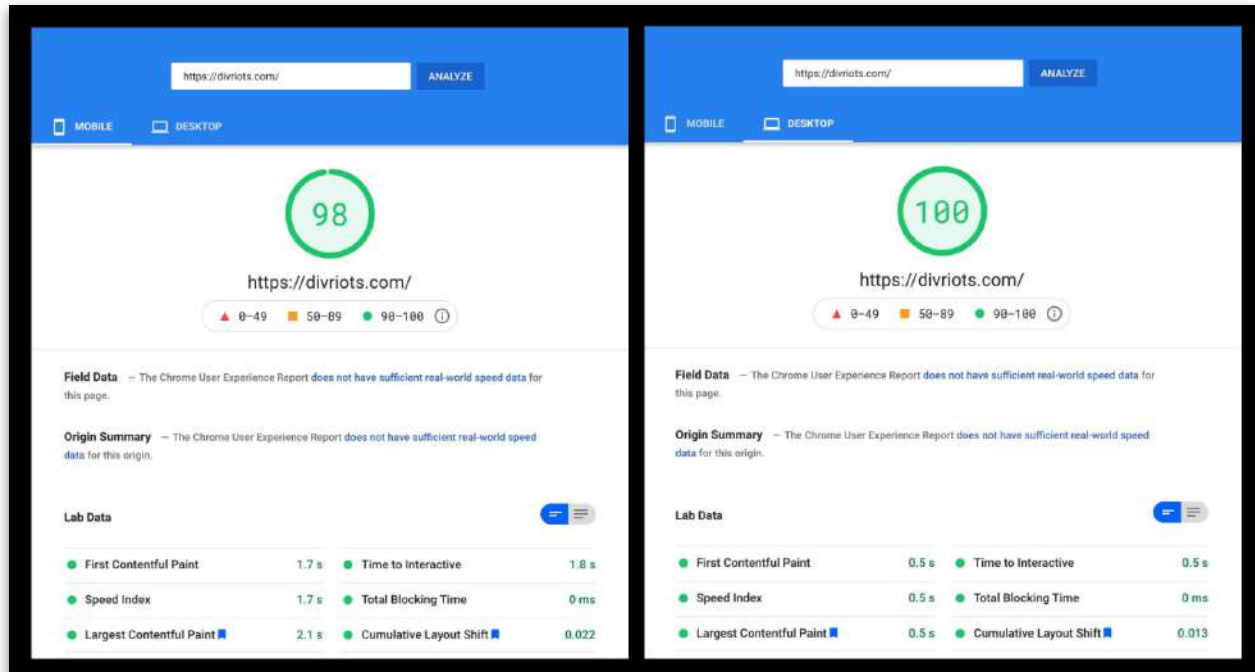 https://divriots.com/
ANALYZE
MOBILE
DESKTOP
98
https://divriots.com/
0-49
50-89
90-100
Field Data — The Chrome User Experience Report does not have sufficient real-world speed data for
this page.
Origin Summary — The Chrome User Experience Report does not have sufficient real-world speed
data for this origin.
Lab Data
First Contentful Paint 1.7 s
Time to Interactive 1.8 s
Speed Index 1.7 s
Total Blocking Time 0 ms
Largest Contentful Paint 2.1 s
Cumulative Layout Shift 0.022
https://divriots.com/
ANALYZE
MOBILE
DESKTOP
100
https://divriots.com/
0-49
50-89
90-100
Field Data — The Chrome User Experience Report does not have sufficient real-world speed data for
this page.
Origin Summary — The Chrome User Experience Report does not have sufficient real-world speed
data for this origin.
Lab Data
First Contentful Paint 0.5 s
Time to Interactive 0.5 s
Speed Index 0.5 s
Total Blocking Time 0 ms
Largest Contentful Paint 0.5 s
Cumulative Layout Shift 0.013